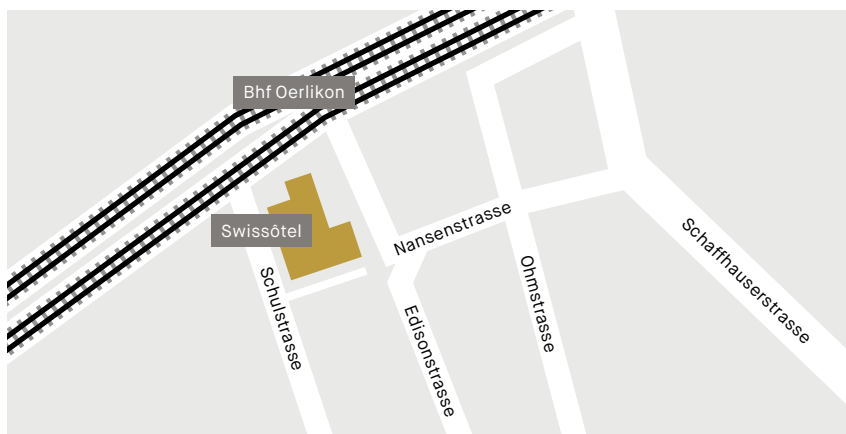 Bhf Oerlikon
Swissôtel
Nansenstrasse
Schulstrasse
Edisonstrasse
Ohmstrasse
Schaffhauserstrasse